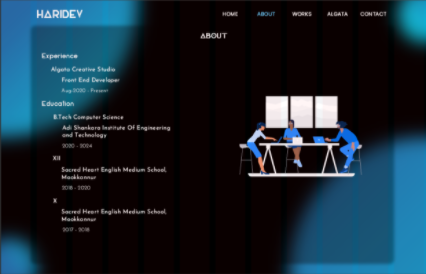 HARIDEV
HOME
ABOUT
WORKS
ALGATA
CONTACT
ABOUT
Experience
Algata Creative Studio
Front End Developer
Aug 2020 - Present
Education
B.Tech Computer Science
Adi Shankara Institute Of Engineering
and Technology
2020 - 2024
XII
Sacred Heart English Medium School,
Mookkannur
2018 - 2020
X
Sacred Heart English Medium School,
Mookkannur
2017 - 2018